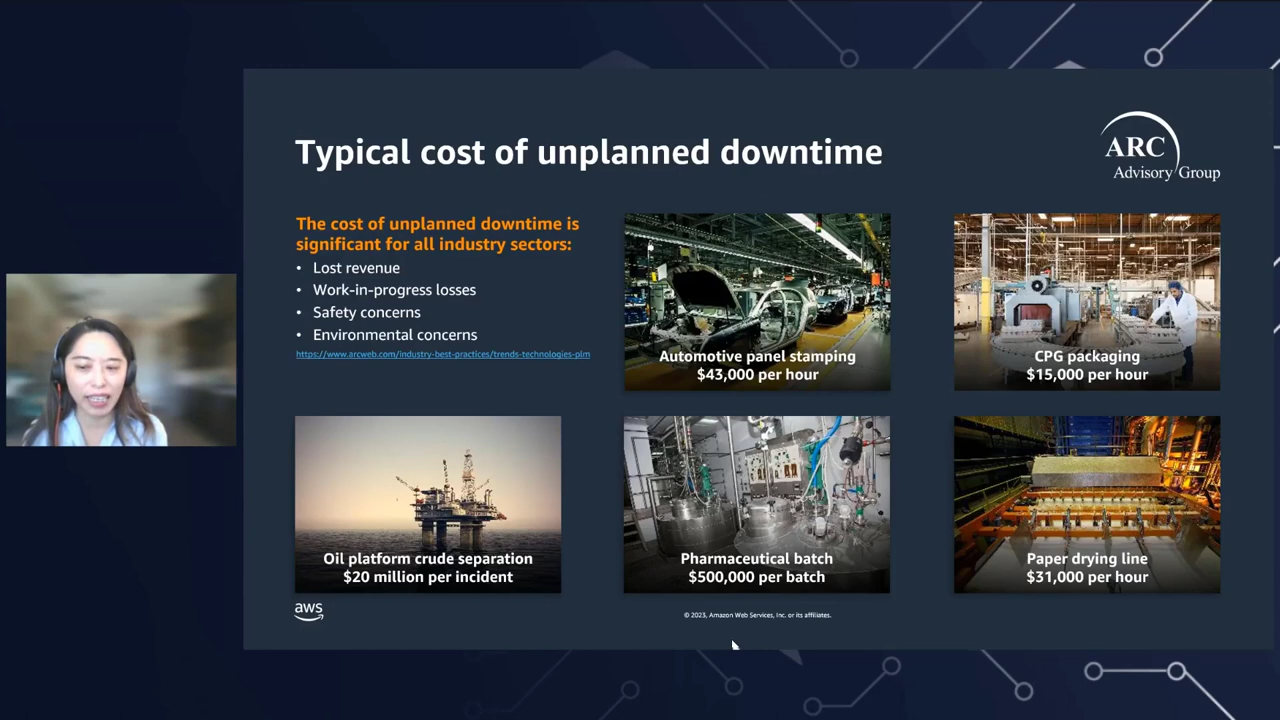 Typical cost of unplanned downtime
ARC
Advisory Group
The cost of unplanned downtime is
significant for all industry sectors:
• Lost revenue
• Work-in-progress losses
• Safety concerns
• Environmental concerns
https://www.arcweb.com/industry-best-practices/trends-technologies-plm
Automotive panel stamping
$43,000 per hour
CPG packaging
$15,000 per hour
Oil platform crude separation
$20 million per incident
Pharmaceutical batch
$500,000 per batch
Paper drying line
$31,000 per hour
aws
© 2023, Amazon Web Services, Inc. or its affiliates.